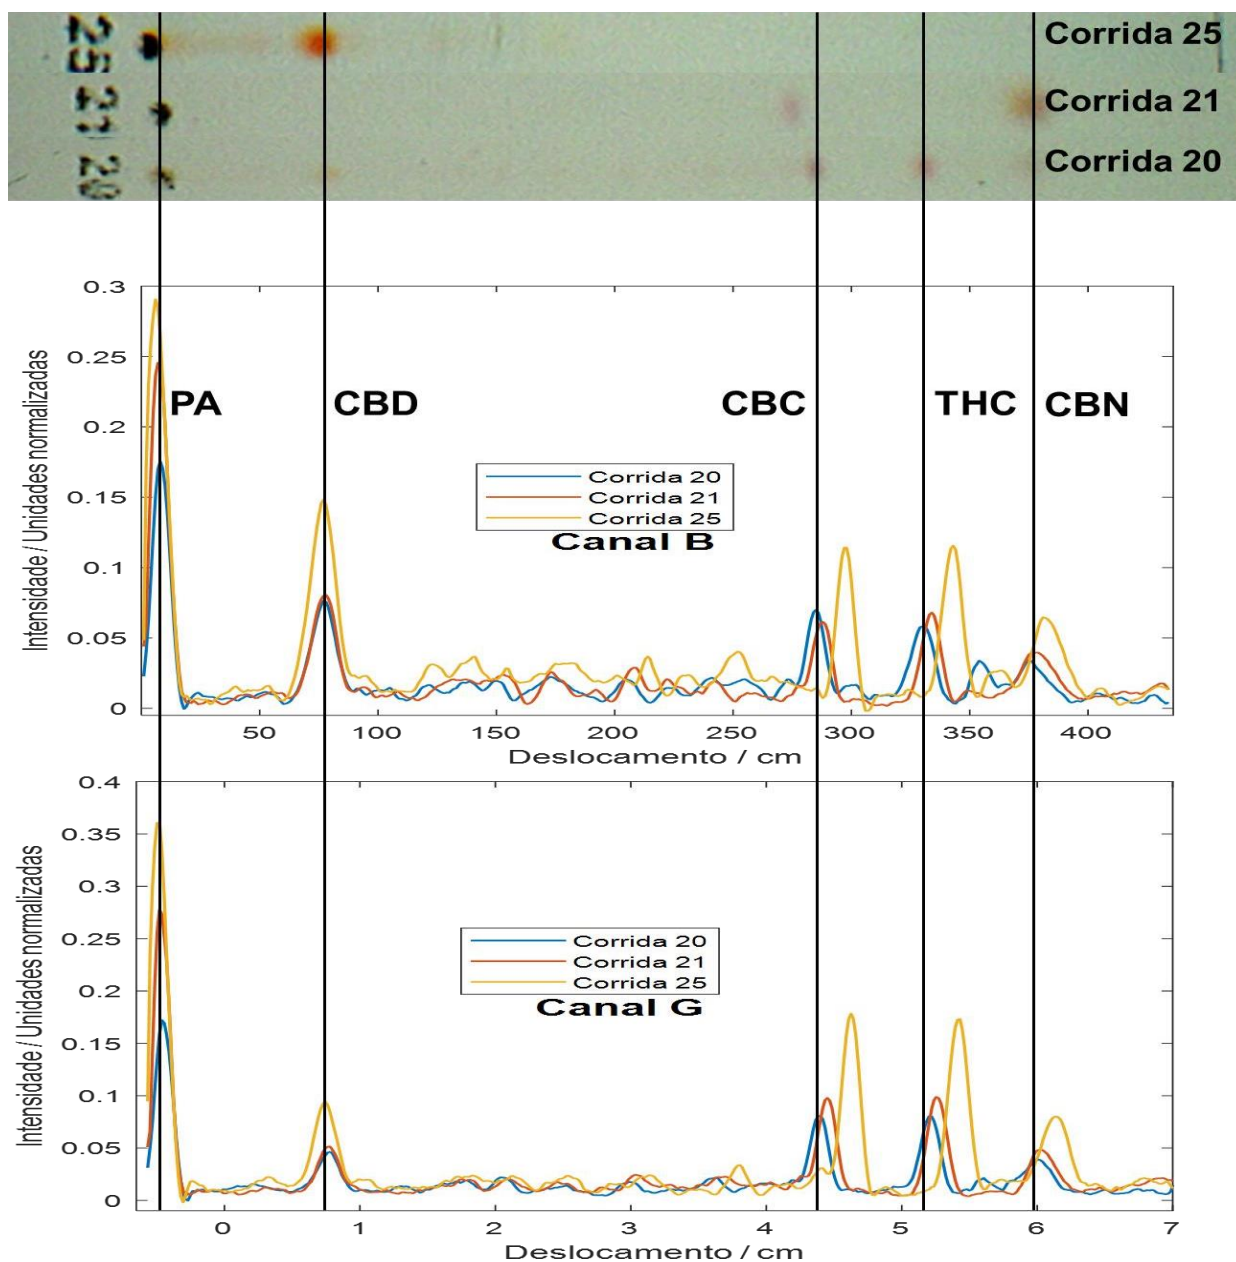 25
Corrida 25
21
Corrida 21
20
Corrida 20
Intensidade / Unidades normalizadas
0.3
0.25
0.2
0.15
0.1
0.05
0
PA
CBD
CBC
THC
CBN
Corrida 20
Corrida 21
Corrida 25
Canal B
50
100
150
200
250
300
350
400
Deslocamento / cm
Intensidade / Unidades normalizadas
0.4
0.35
0.3
0.25
0.2
0.15
0.1
0.05
0
Corrida 20
Corrida 21
Corrida 25
Canal G
0
1
2
3
4
5
6
7
Deslocamento / cm